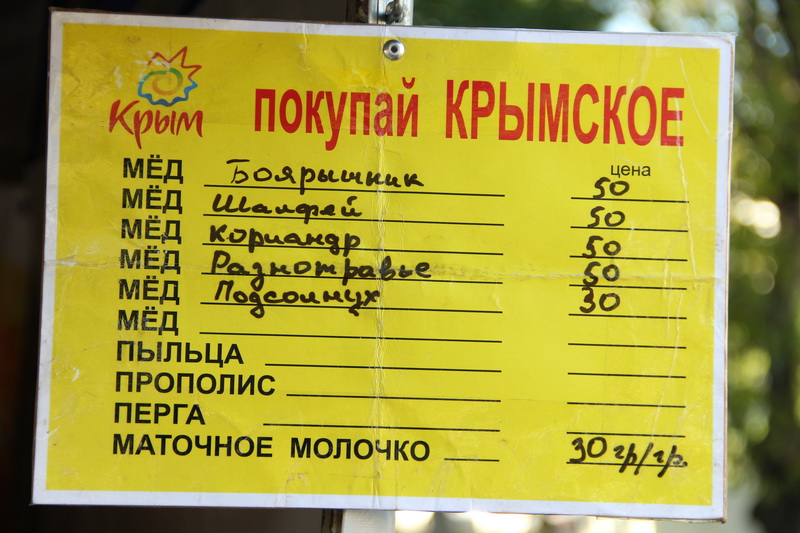 Крым покупай КРЫМСКОЕ
цена
МЁД Боярышник 50
МЁД Шалфей 50
МЁД Кориандр 50
МЁД Разнотравье 50
МЁД Подсолнух 30
МЁД
ПЫЛЬЦА
ПРОПОЛИС
ПЕРГА
МАТОЧНОЕ МОЛОЧКО 30 гр/гр.